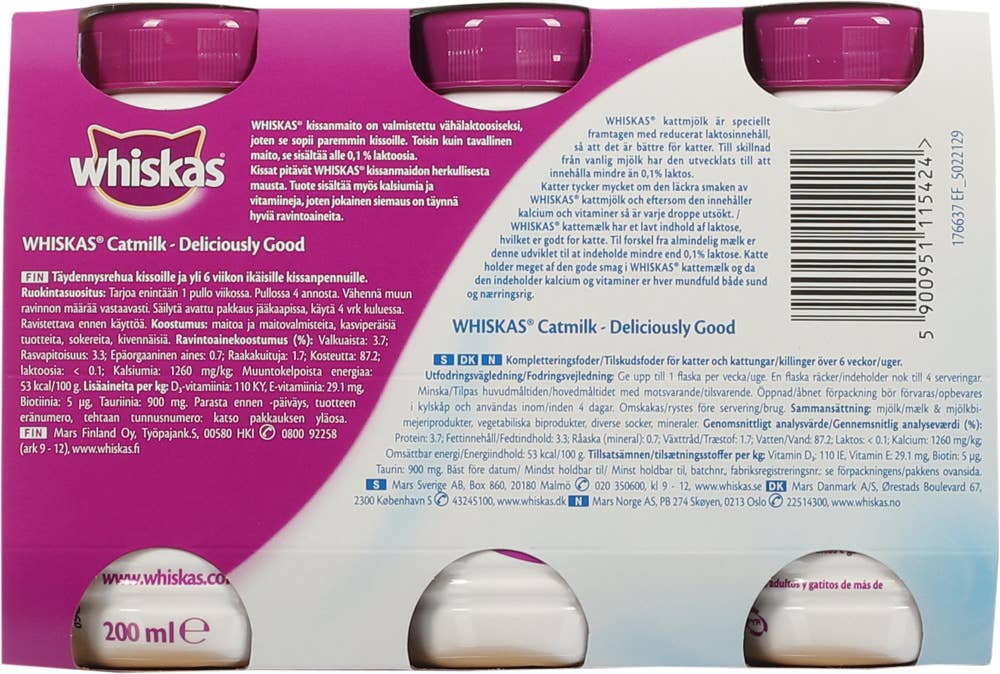 whiskas®
WHISKAS® Catmilk - Deliciously Good
WHISKAS® kissanmaito on valmistettu vähälaktoosiseksi,
joten se sopii paremmin kissoille. Toisin kuin tavallinen
maito, se sisältää alle 0,1 % laktoosia.
Kissat pitävät WHISKAS® kissanmaidon herkullisesta
mausta. Tuote sisältää myös kalsiumia ja
vitamiineja, joten jokainen siemaus on täynnä
hyviä ravintoaineita.
FIN Täydennysrehua kissoille ja yli 6 viikon ikäisille kissanpennuille.
Ruokintasuositus: Tarjoa enintään 1 pullo viikossa. Pullossa 4 annosta. Vähennä muun
ravinnon määrää vastaavasti. Säilytä avattu pakkaus jääkaapissa, käytä 4 vrk kuluessa.
Ravistettava ennen käyttöä. Koostumus: maitoa ja maitovalmisteita, kasviperäisiä
tuotteita, sokereita, kivennäisiä. Ravintoainekoostumus (%): Valkuaista: 3.7;
Rasvapitoisuus: 3.3; Epäorgaaninen aines: 0.7; Raakakuituja: 1.7; Kosteutta: 87.2;
laktoosia: < 0.1; Kalsiumia: 1260 mg/kg; Muuntokelpoista energiaa:
53 kcal/100 g. Lisäaineita per kg: D₃-vitamiinia: 110 KY, E-vitamiinia: 29.1 mg,
Biotiinia: 5 µg, Tauriinia: 900 mg. Parasta ennen -päiväys, tuotteen
eränumero, tehtaan tunnusnumero: katso pakkauksen yläosa.
FIN Mars Finland Oy, Työpajank.5, 00580 HKI ✆ 0800 92258
(ark 9 - 12), www.whiskas.fi
WHISKAS® kattmjölk är speciellt
framtagen med reducerat laktosinnehåll,
så att det är bättre för katter. Till skillnad
från vanlig mjölk har den utvecklats till att
innehålla mindre än 0,1% laktos.
Katter tycker mycket om den läckra smaken av
WHISKAS® kattmjölk och eftersom den innehåller
kalcium och vitaminer så är varje droppe utsökt. /
WHISKAS® kattemælk har et lavt indhold af laktose,
hvilket er godt for katte. Til forskel fra almindelig mælk er
denne udviklet til at indeholde mindre end 0,1% laktose. Katte
holder meget af den gode smag i WHISKAS® kattemælk og da
den indeholder kalcium og vitaminer er hver mundfuld både sund
og næringsrig.
WHISKAS® Catmilk - Deliciously Good
S DK N Kompletteringsfoder/Tilskudsfoder för katter och kattungar/killinger över 6 veckor/uger.
Utfodringsvägledning/Fodringsvejledning: Ge upp till 1 flaska per vecka/uge. En flaska räcker/indeholder nok till 4 serveringar.
Minska/Tilpas huvudmåltiden/hovedmåltidet med motsvarande/tilsvarende. Öppnad/åbnet förpackning bör förvaras/opbevares
i kylskåp och användas inom/inden 4 dagar. Omskakas/rystes före servering/brug. Sammansättning: mjölk/mælk & mjölkbi-
mejeriprodukter, vegetabiliska biprodukter, diverse socker, mineraler. Genomsnittligt analysvärde/Gennemsnitlig analyseværdi (%):
Protein: 3.7; Fettinnehåll/Fedtindhold: 3.3; Råaska (mineral): 0.7; Växttråd/Træstof: 1.7; Vatten/Vand: 87.2; Laktos: < 0.1; Kalcium: 1260 mg/kg;
Omsättbar energi/Energiindhold: 53 kcal/100 g. Tillsatsämnen/tilsætningsstoffer per kg: Vitamin D₃: 110 IE, Vitamin E: 29.1 mg, Biotin: 5 µg,
Taurin: 900 mg. Bäst före datum/ Mindst holdbar til/ Minst holdbar til, batchnr., fabriksregistreringsnr.: se förpackningens/pakkens ovansida.
S Mars Sverige AB, Box 860, 20180 Malmö ✆ 020 350600, kl 9 - 12, www.whiskas.se DK Mars Danmark A/S, Ørestads Boulevard 67,
2300 København S ✆ 43245100, www.whiskas.dk N Mars Norge AS, PB 274 Skøyen, 0213 Oslo ✆ 22514300, www.whiskas.no
5 900951 115424 >
176637 EF_5022129
www.whiskas.co
200 ml ℮
adultos y gatitos de más de